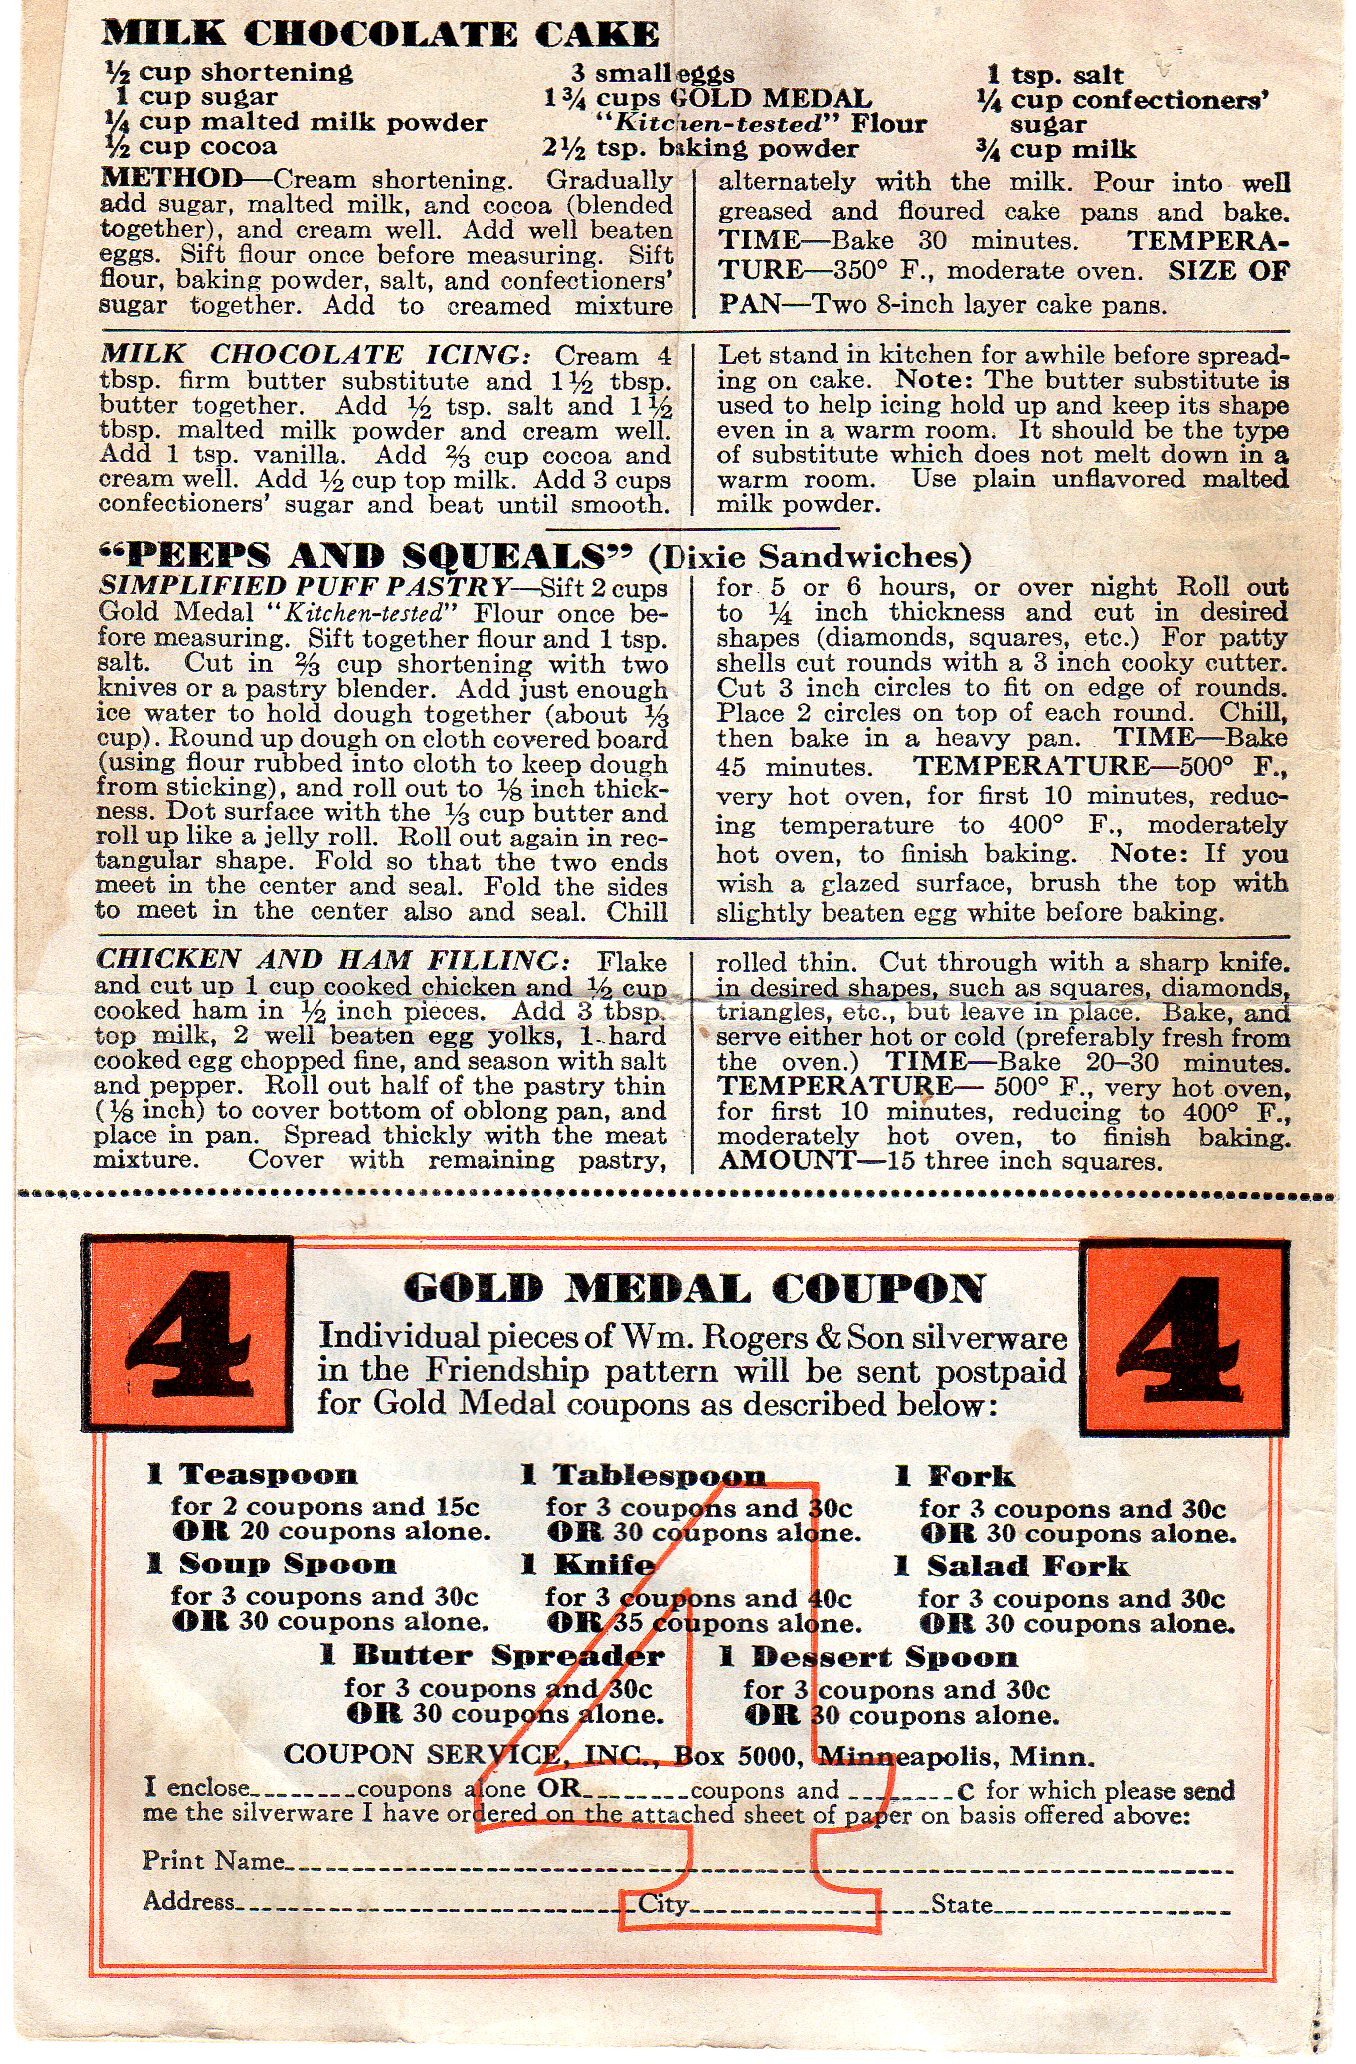 MILK CHOCOLATE CAKE
½ cup shortening
1 cup sugar
¼ cup malted milk powder
½ cup cocoa
3 small eggs
1¾ cups GOLD MEDAL
"Kitchen-tested" Flour
2½ tsp. baking powder
1 tsp. salt
¼ cup confectioners'
sugar
¾ cup milk
METHOD—Cream shortening. Gradually
add sugar, malted milk, and cocoa (blended
together), and cream well. Add well beaten
eggs. Sift flour once before measuring. Sift
flour, baking powder, salt, and confectioners'
sugar together. Add to creamed mixture
alternately with the milk. Pour into well
greased and floured cake pans and bake.
TIME—Bake 30 minutes. TEMPERA-
TURE—350° F., moderate oven. SIZE OF
PAN—Two 8-inch layer cake pans.
MILK CHOCOLATE ICING: Cream 4
tbsp. firm butter substitute and 1½ tbsp.
butter together. Add ½ tsp. salt and 1½
tbsp. malted milk powder and cream well.
Add 1 tsp. vanilla. Add ⅔ cup cocoa and
cream well. Add ½ cup top milk. Add 3 cups
confectioners' sugar and beat until smooth.
Let stand in kitchen for awhile before spread-
ing on cake. Note: The butter substitute is
used to help icing hold up and keep its shape
even in a warm room. It should be the type
of substitute which does not melt down in a
warm room. Use plain unflavored malted
milk powder.
"PEEPS AND SQUEALS" (Dixie Sandwiches)
SIMPLIFIED PUFF PASTRY—Sift 2 cups
Gold Medal "Kitchen-tested" Flour once be-
fore measuring. Sift together flour and 1 tsp.
salt. Cut in ⅔ cup shortening with two
knives or a pastry blender. Add just enough
ice water to hold dough together (about ⅓
cup). Round up dough on cloth covered board
(using flour rubbed into cloth to keep dough
from sticking), and roll out to ⅛ inch thick-
ness. Dot surface with the ⅓ cup butter and
roll up like a jelly roll. Roll out again in rec-
tangular shape. Fold so that the two ends
meet in the center and seal. Fold the sides
to meet in the center also and seal. Chill
for 5 or 6 hours, or over night Roll out
to ¼ inch thickness and cut in desired
shapes (diamonds, squares, etc.) For patty
shells cut rounds with a 3 inch cooky cutter.
Cut 3 inch circles to fit on edge of rounds.
Place 2 circles on top of each round. Chill,
then bake in a heavy pan. TIME—Bake
45 minutes. TEMPERATURE—500° F.,
very hot oven, for first 10 minutes, reduc-
ing temperature to 400° F., moderately
hot oven, to finish baking. Note: If you
wish a glazed surface, brush the top with
slightly beaten egg white before baking.
CHICKEN AND HAM FILLING: Flake
and cut up 1 cup cooked chicken and ½ cup
cooked ham in ½ inch pieces. Add 3 tbsp.
top milk, 2 well beaten egg yolks, 1 hard
cooked egg chopped fine, and season with salt
and pepper. Roll out half of the pastry thin
(⅛ inch) to cover bottom of oblong pan, and
place in pan. Spread thickly with the meat
mixture. Cover with remaining pastry,
rolled thin. Cut through with a sharp knife.
in desired shapes, such as squares, diamonds,
triangles, etc., but leave in place. Bake, and
serve either hot or cold (preferably fresh from
the oven.) TIME—Bake 20–30 minutes.
TEMPERATURE— 500° F., very hot oven,
for first 10 minutes, reducing to 400° F.,
moderately hot oven, to finish baking.
AMOUNT—15 three inch squares.
4
4
GOLD MEDAL COUPON
Individual pieces of Wm. Rogers & Son silverware
in the Friendship pattern will be sent postpaid
for Gold Medal coupons as described below:
1 Teaspoon
for 2 coupons and 15c
OR 20 coupons alone.
1 Tablespoon
for 3 coupons and 30c
OR 30 coupons alone.
1 Fork
for 3 coupons and 30c
OR 30 coupons alone.
1 Soup Spoon
for 3 coupons and 30c
OR 30 coupons alone.
1 Knife
for 3 coupons and 40c
OR 35 coupons alone.
1 Salad Fork
for 3 coupons and 30c
OR 30 coupons alone.
1 Butter Spreader
for 3 coupons and 30c
OR 30 coupons alone.
1 Dessert Spoon
for 3 coupons and 30c
OR 30 coupons alone.
4
COUPON SERVICE, INC., Box 5000, Minneapolis, Minn.
I enclose________coupons alone OR________coupons and ________c for which please send
me the silverware I have ordered on the attached sheet of paper on basis offered above:
Print Name________
Address________City________State________